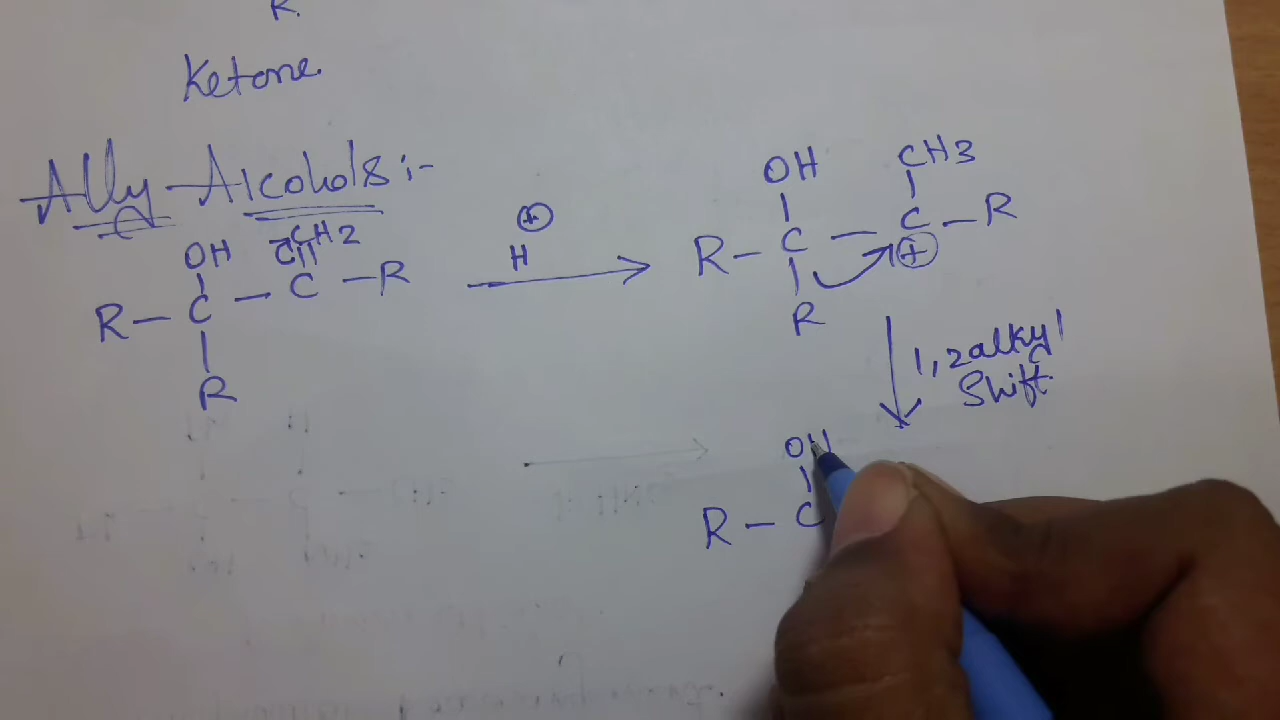 R
Ketone
Ally Alcohols :-
OH CH2
R - C - C - R
R
H +
OH CH3
R - C - C - R
+
R
1,2 alkyl
Shift
OH
R - C